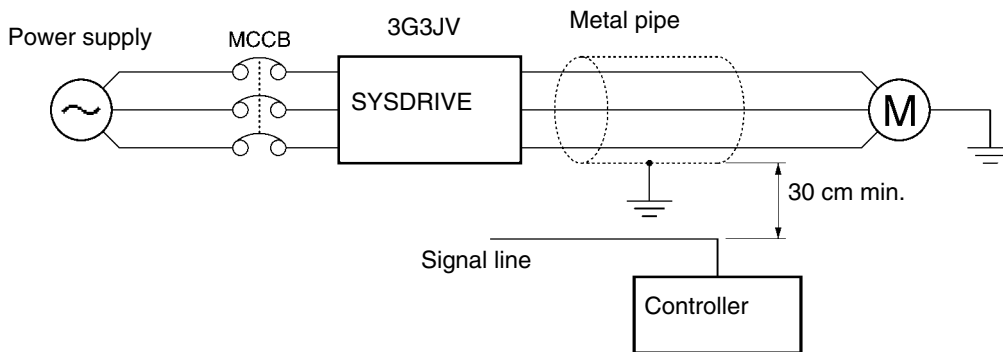 Power supply
MCCB
3G3JV
Metal pipe
SYSDRIVE
M
30 cm min.
Signal line
Controller